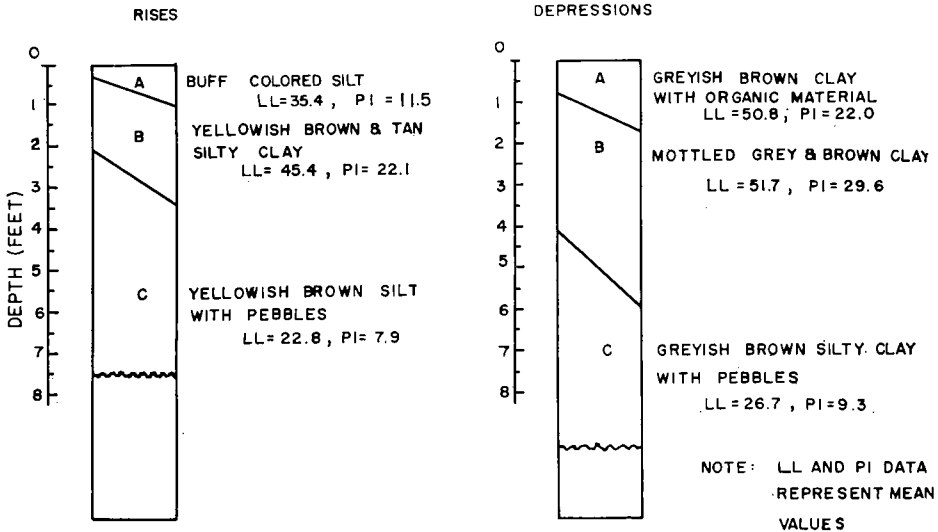 RISES
0
1
2
3
4
5
6
7
8
DEPTH (FEET)
A
BUFF COLORED SILT
LL=35.4 , PI = 11.5
B
YELLOWISH BROWN & TAN
SILTY CLAY
LL= 45.4 , PI= 22.1
C
YELLOWISH BROWN SILT
WITH PEBBLES
LL= 22.8 , PI= 7.9
DEPRESSIONS
0
1
2
3
4
5
6
7
8
A
GREYISH BROWN CLAY
WITH ORGANIC MATERIAL
LL=50.8 ; PI=22.0
B
MOTTLED GREY & BROWN CLAY
LL=51.7 , PI=29.6
C
GREYISH BROWN SILTY CLAY
WITH PEBBLES
LL=26.7 , PI=9.3
NOTE: LL AND PI DATA
REPRESENT MEAN
VALUES